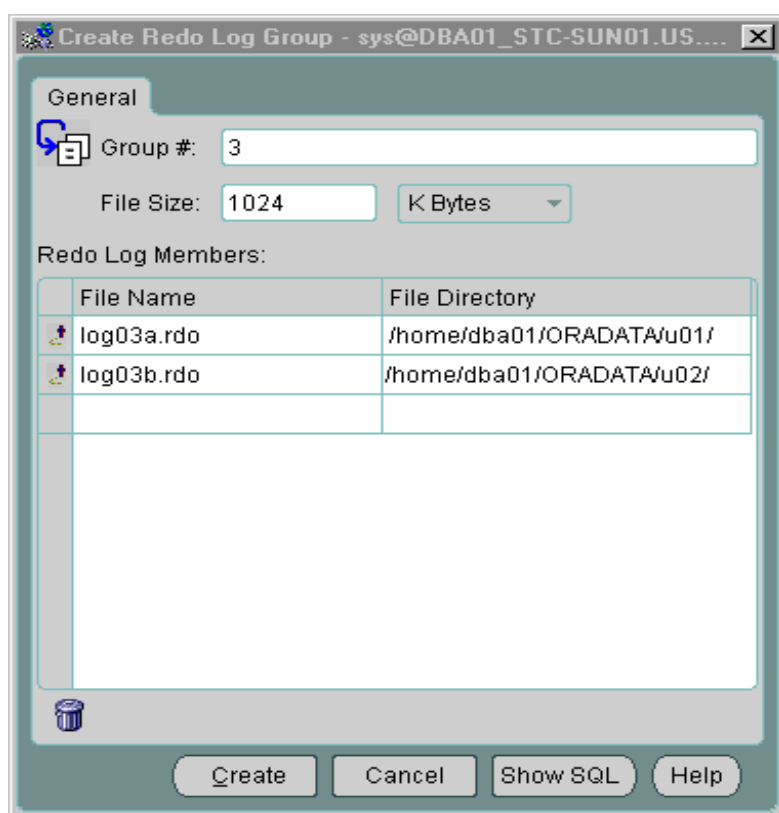 Create Redo Log Group - sys@DBA01_STC-SUN01.US....
General
Group #: 3
File Size: 1024 K Bytes
Redo Log Members:
File Name File Directory
log03a.rdo /home/dba01/ORADATA/u01/
log03b.rdo /home/dba01/ORADATA/u02/
Create Cancel Show SQL Help